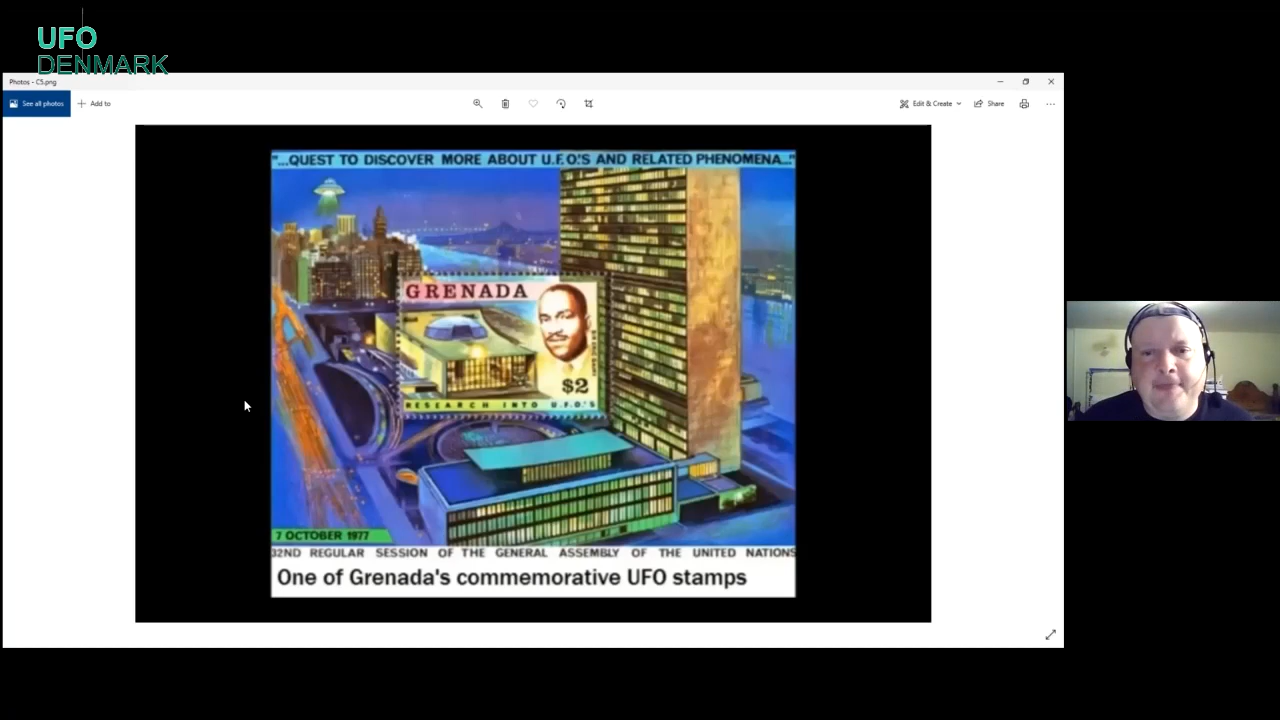 UFO
DENMARK
Photos - C5.png
See all photos
Add to
Edit & Create
Share
"...QUEST TO DISCOVER MORE ABOUT U.F.O.'S AND RELATED PHENOMENA..."
GRENADA
$2
RESEARCH INTO U.F.O.'S
7 OCTOBER 1977
32ND REGULAR SESSION OF THE GENERAL ASSEMBLY OF THE UNITED NATIONS
One of Grenada's commemorative UFO stamps